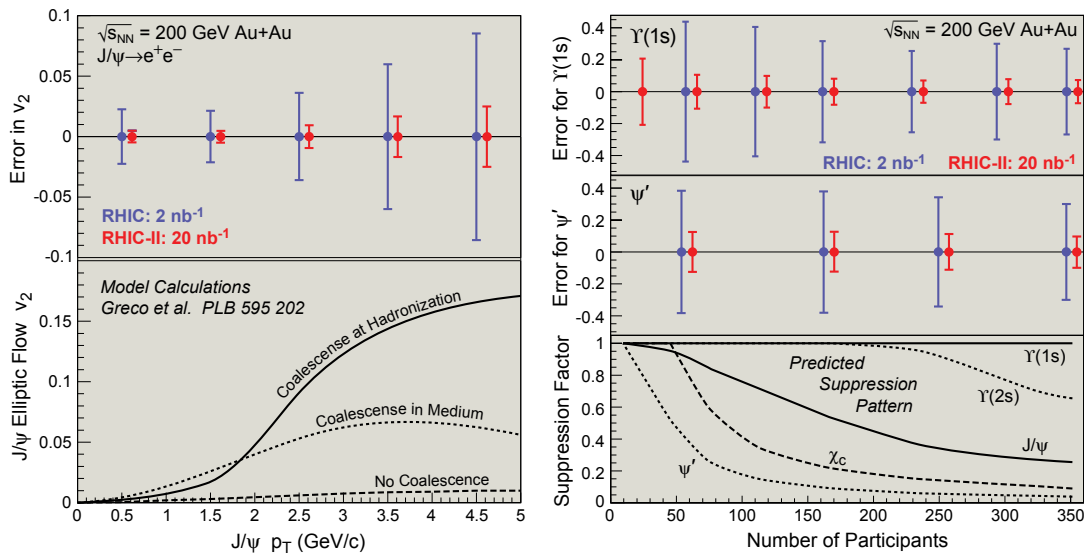 √sNN = 200 GeV Au+Au
J/ψ→e⁺e⁻
Error in v₂
0.1
0.05
0
-0.05
-0.1
RHIC: 2 nb⁻¹
RHIC-II: 20 nb⁻¹
Model Calculations
Greco et al. PLB 595 202
J/ψ Elliptic Flow v₂
0.15
0.1
0.05
0
Coalescense at Hadronization
Coalescense in Medium
No Coalescence
0 0.5 1.0 1.5 2.0 2.5 3.0 3.5 4.0 4.5 5
J/ψ p_T (GeV/c)
√sNN = 200 GeV Au+Au
ϒ(1s)
Error for ϒ(1s)
0.4
0.2
0
-0.2
-0.4
RHIC: 2 nb⁻¹ RHIC-II: 20 nb⁻¹
ψ′
Error for ψ′
0.4
0.2
0
-0.2
-0.4
Suppression Factor
1
0.8
0.6
0.4
0.2
0
Predicted
Suppression
Pattern
ϒ(1s)
ϒ(2s)
J/ψ
χc
ψ′
0 50 100 150 200 250 300 350
Number of Participants